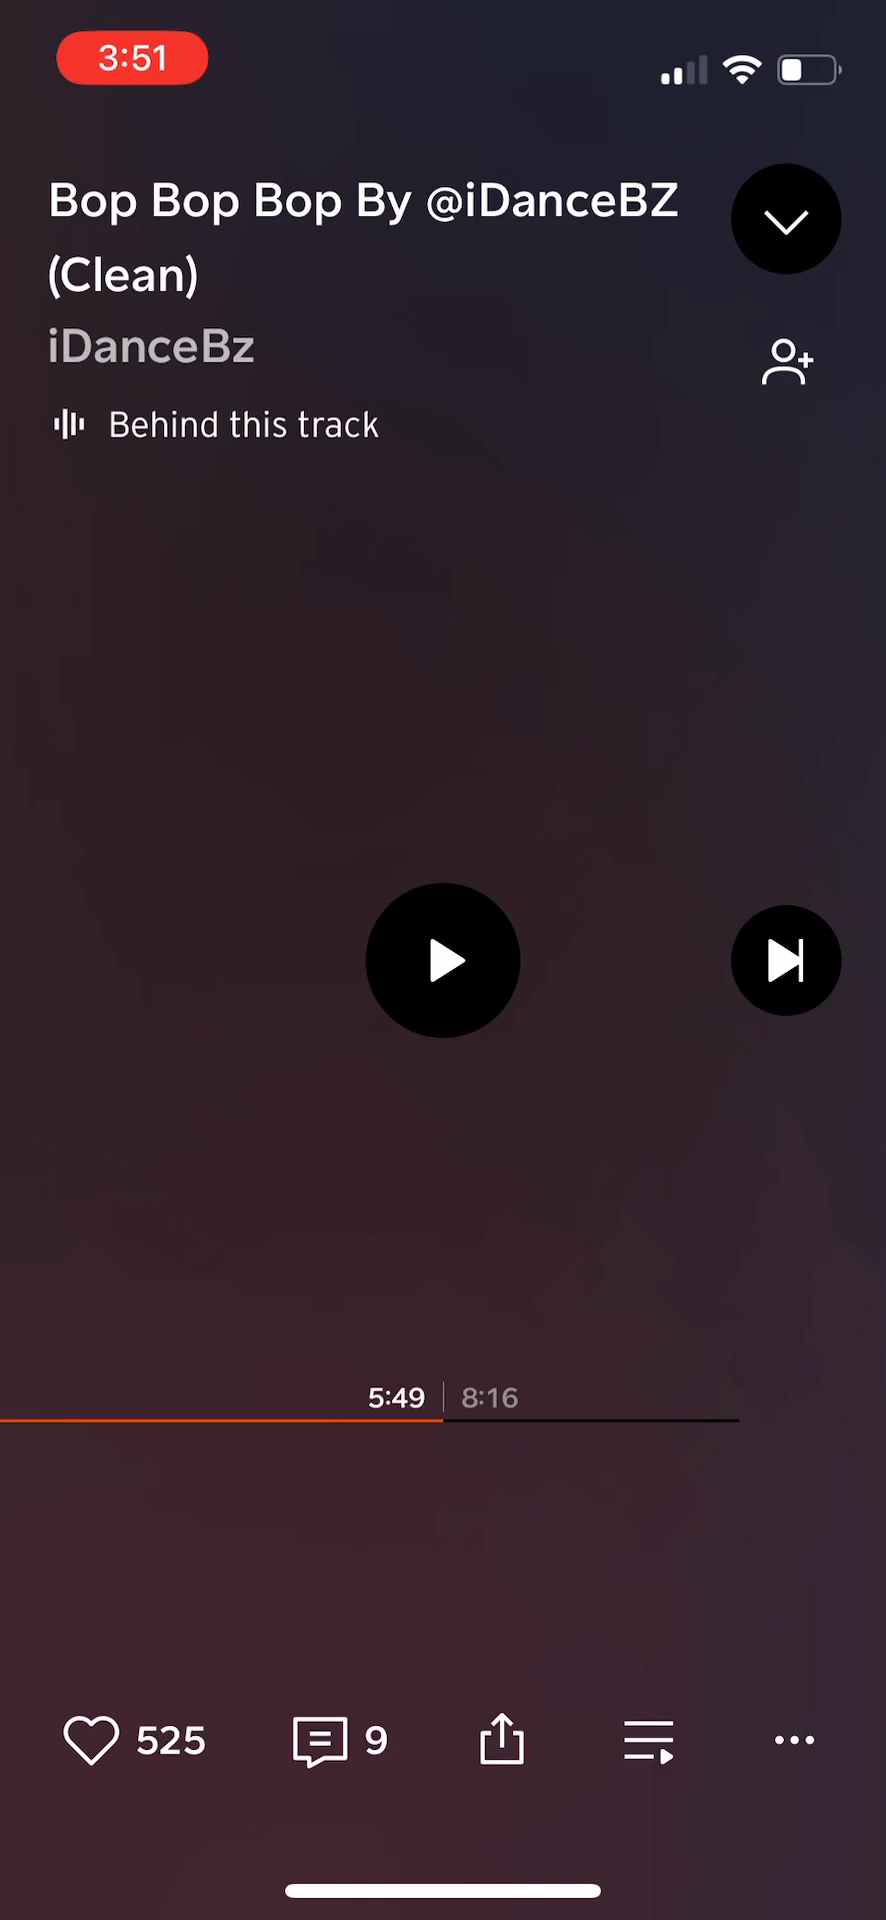 3:51
Bop Bop Bop By @iDanceBZ
(Clean)
iDanceBz
Behind this track
5:49 8:16
525 9